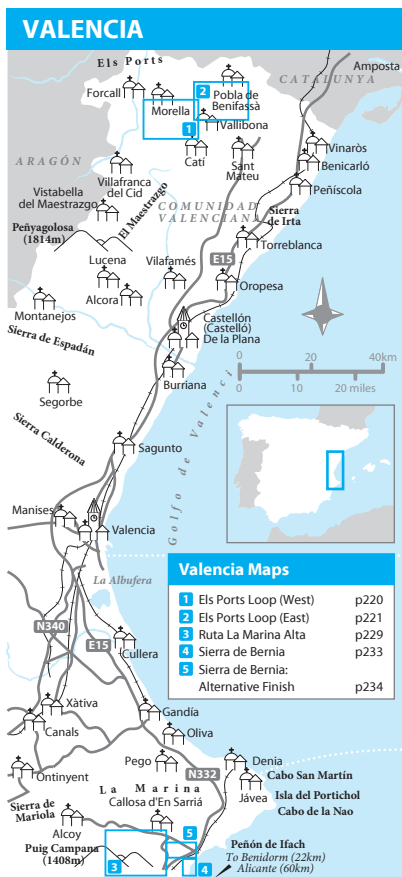 VALENCIA
Els Ports
Amposta
CATALUNYA
Forcall
2
Pobla de
Benifassà
Morella
1
Vallibona
Vinaròs
ARAGÓN
Catí
Sant
Mateu
Benicarló
Villafranca
del Cid
Peñíscola
Vistabella
del Maestrazgo
El Maestrazgo
COMUNIDAD
VALENCIANA
Sierra
de Irta
Peñyagolosa
(1814m)
Torreblanca
Lucena
Vilafamés
E15
Oropesa
Alcora
Montanejos
Castellón
(Castelló)
De la Plana
Sierra de Espadán
0 20 40km
0 10 20 miles
Burriana
Segorbe
Golfo de Valenci
Sierra Calderona
Sagunto
Manises
Valencia
La Albufera
Valencia Maps
1 Els Ports Loop (West) p220
2 Els Ports Loop (East) p221
3 Ruta La Marina Alta p229
4 Sierra de Bernia p233
5 Sierra de Bernia:
Alternative Finish p234
N340
E15
Cullera
Xàtiva
Canals
Gandía
Oliva
Pego
Denia
Ontinyent
N332
Cabo San Martín
La Marina
Jávea
Isla del Portichol
Callosa d'En Sarriá
Cabo de la Nao
Sierra de
Mariola
Alcoy
5
Puig Campana
(1408m)
Peñón de Ifach
3
4
To Benidorm (22km)
Alicante (60km)